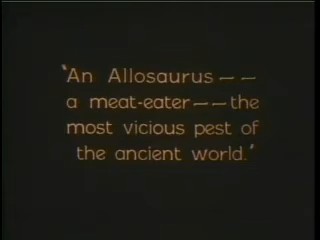 "An Allosaurus——
a meat-eater——the
most vicious pest of
the ancient world."